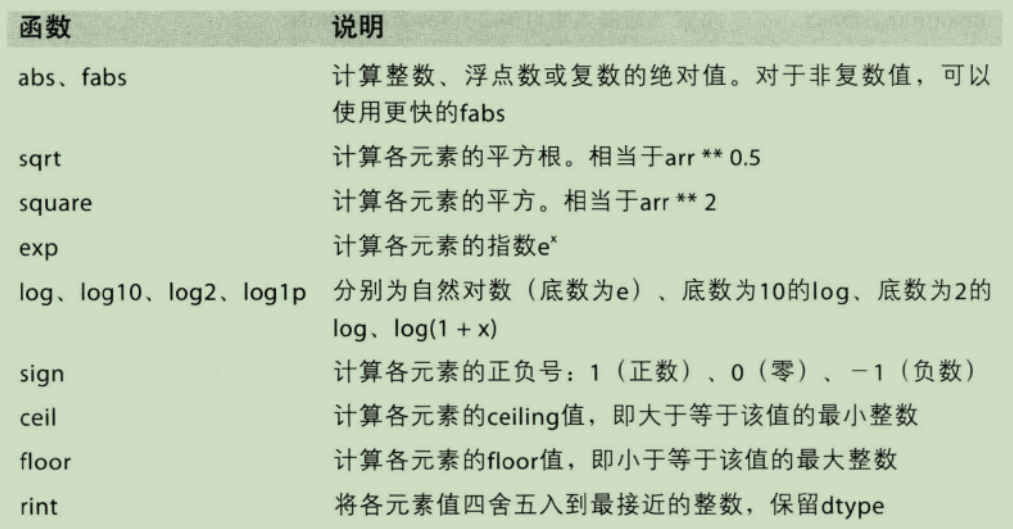 函数 说明
abs、fabs 计算整数、浮点数或复数的绝对值。对于非复数值，可以
使用更快的fabs
sqrt 计算各元素的平方根。相当于arr ** 0.5
square 计算各元素的平方。相当于arr ** 2
exp 计算各元素的指数eˣ
log、log10、log2、log1p 分别为自然对数（底数为e）、底数为10的log、底数为2的
log、log(1 + x)
sign 计算各元素的正负号：1（正数）、0（零）、－1（负数）
ceil 计算各元素的ceiling值，即大于等于该值的最小整数
floor 计算各元素的floor值，即小于等于该值的最大整数
rint 将各元素值四舍五入到最接近的整数，保留dtype